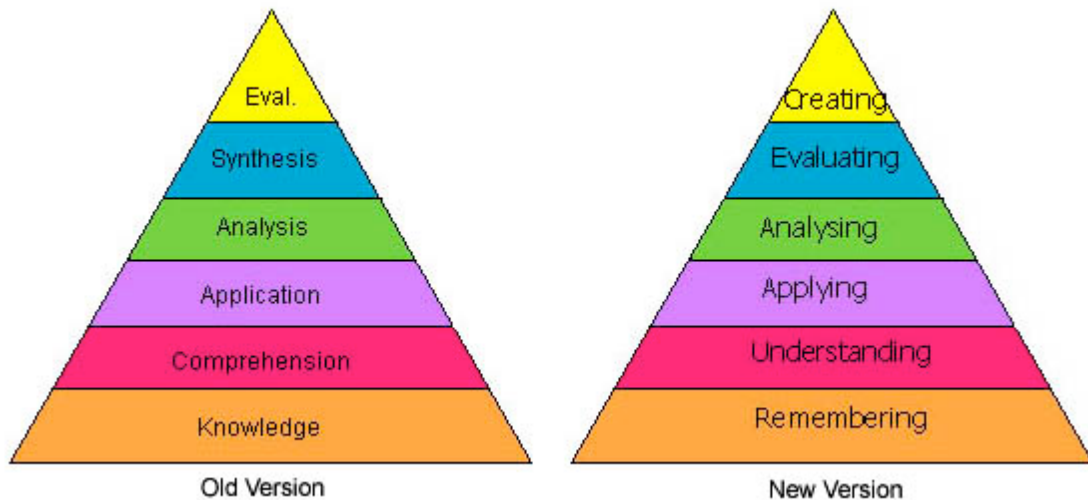 Eval.
Synthesis
Analysis
Application
Comprehension
Knowledge
Old Version
Creating
Evaluating
Analysing
Applying
Understanding
Remembering
New Version